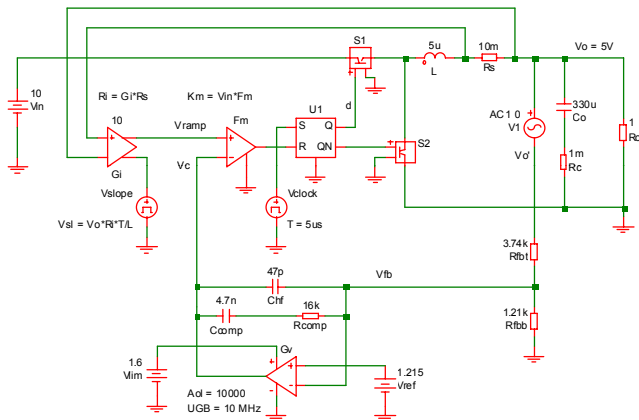 S1
5u
L
10m
Rs
Vo = 5V
10
Vin
Ri = Gi*Rs
Km = Vin*Fm
U1
d
10
Gi
Vramp
Vc
Fm
S
Q
R
QN
S2
AC 1 0
V1
Vo'
330u
Co
1m
Rc
1
Vslope
Vsl = Vo*Ri*T/L
Vclock
T = 5us
3.74k
Rfbt
47p
Chf
Vfb
4.7n
Ccomp
16k
Rcomp
1.21k
Rfbb
1.6
Vlim
Gv
Aol = 10000
UGB = 10 MHz
1.215
Vref